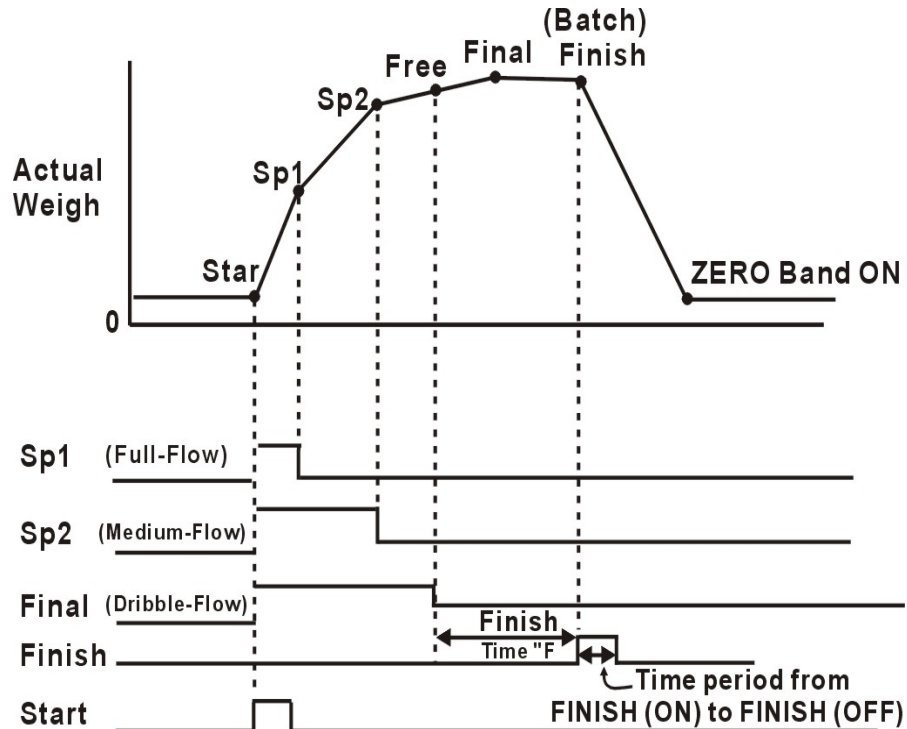 (Batch)
Finish
Final
Free
Sp2
Sp1
Actual
Weigh
Star
ZERO Band ON
0
Sp1 (Full-Flow)
Sp2 (Medium-Flow)
Final (Dribble-Flow)
Finish
Time "F
Finish
Time period from
FINISH (ON) to FINISH (OFF)
Start